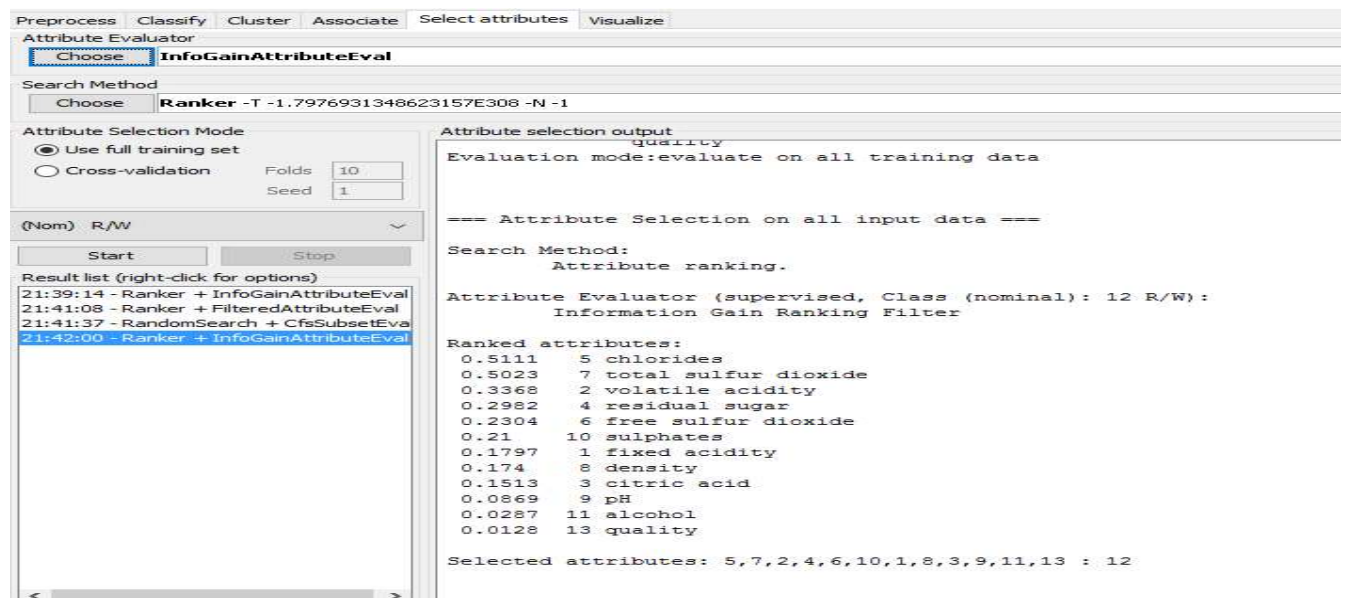 Preprocess Classify Cluster Associate Select attributes Visualize
Attribute Evaluator
Choose InfoGainAttributeEval
Search Method
Choose Ranker -T -1.7976931348623157E308 -N -1
Attribute Selection Mode
Use full training set
Cross-validation Folds 10
Seed 1
(Nom) R/W
Start Stop
Result list (right-click for options)
21:39:14 - Ranker + InfoGainAttributeEval
21:41:08 - Ranker + FilteredAttributeEval
21:41:37 - RandomSearch + CfsSubsetEva
21:42:00 - Ranker + InfoGainAttributeEval
Attribute selection output
quality
Evaluation mode:evaluate on all training data
=== Attribute Selection on all input data ===
Search Method:
Attribute ranking.
Attribute Evaluator (supervised, Class (nominal): 12 R/W):
Information Gain Ranking Filter
Ranked attributes:
0.5111 5 chlorides
0.5023 7 total sulfur dioxide
0.3368 2 volatile acidity
0.2982 4 residual sugar
0.2304 6 free sulfur dioxide
0.21 10 sulphates
0.1797 1 fixed acidity
0.174 8 density
0.1513 3 citric acid
0.0869 9 pH
0.0287 11 alcohol
0.0128 13 quality
Selected attributes: 5,7,2,4,6,10,1,8,3,9,11,13 : 12